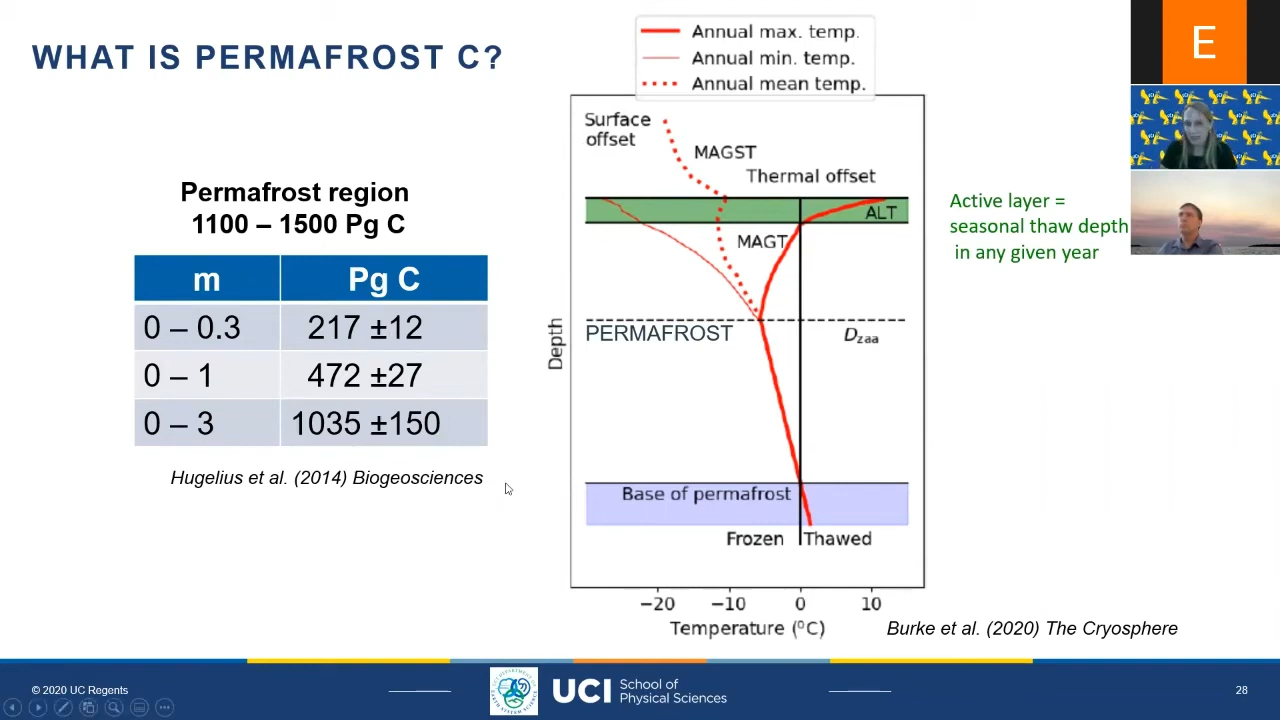 WHAT IS PERMAFROST C?
Permafrost region
1100 – 1500 Pg C
m Pg C
0 – 0.3 217 ±12
0 – 1 472 ±27
0 – 3 1035 ±150
Hugelius et al. (2014) Biogeosciences
Annual max. temp.
Annual min. temp.
Annual mean temp.
Surface
offset
MAGST
Thermal offset
ALT
MAGT
PERMAFROST
Dzaa
Depth
Base of permafrost
Frozen Thawed
−20 −10 0 10
Temperature (⁰C)
Active layer =
seasonal thaw depth
in any given year
Burke et al. (2020) The Cryosphere
E
© 2020 UC Regents
UCI School of
Physical Sciences
28